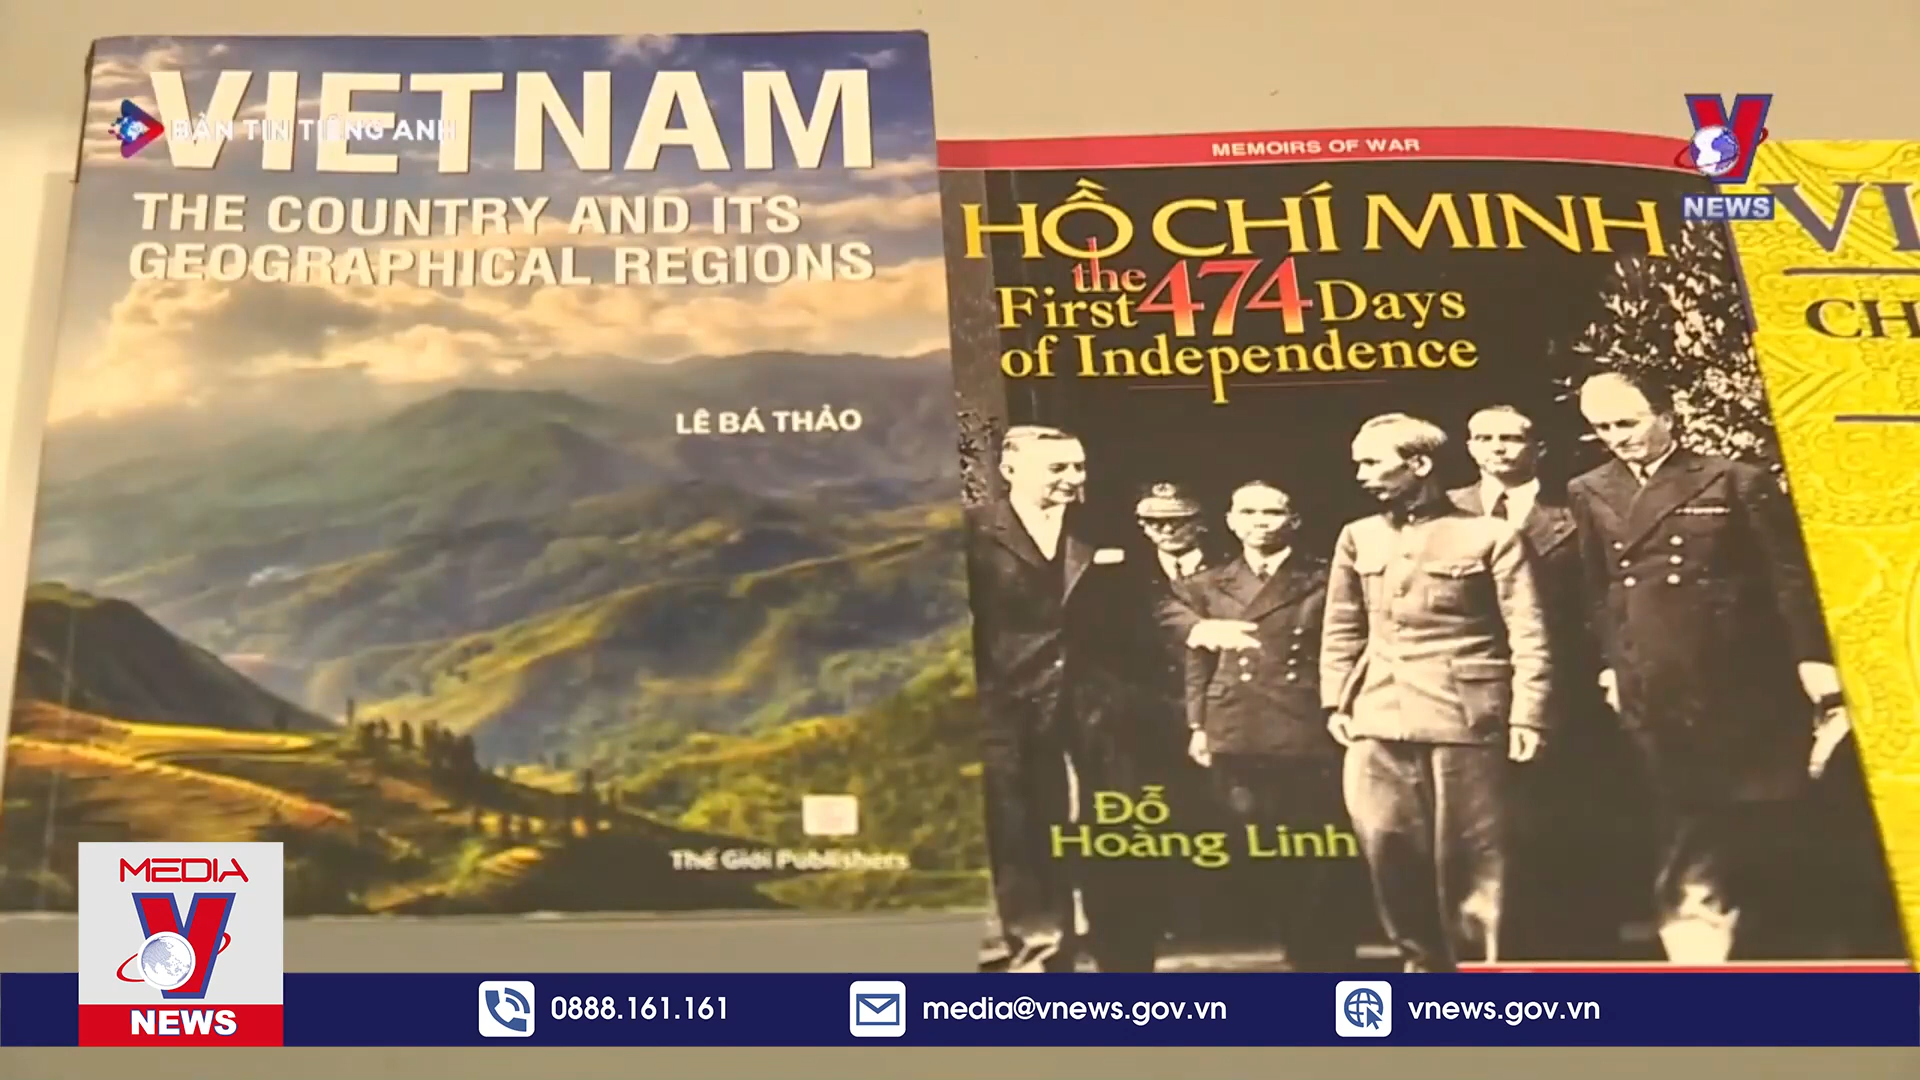 VIETNAM
BẢN TIN TIẾNG ANH
THE COUNTRY AND ITS
GEOGRAPHICAL REGIONS
LÊ BÁ THẢO
Thế Giới Publishers
MEMOIRS OF WAR
HỒ CHÍ MINH
the
First 474 Days
of Independence
Đỗ
Hoàng Linh
NEWS
VI
CH
MEDIA
NEWS
0888.161.161
media@vnews.gov.vn
vnews.gov.vn